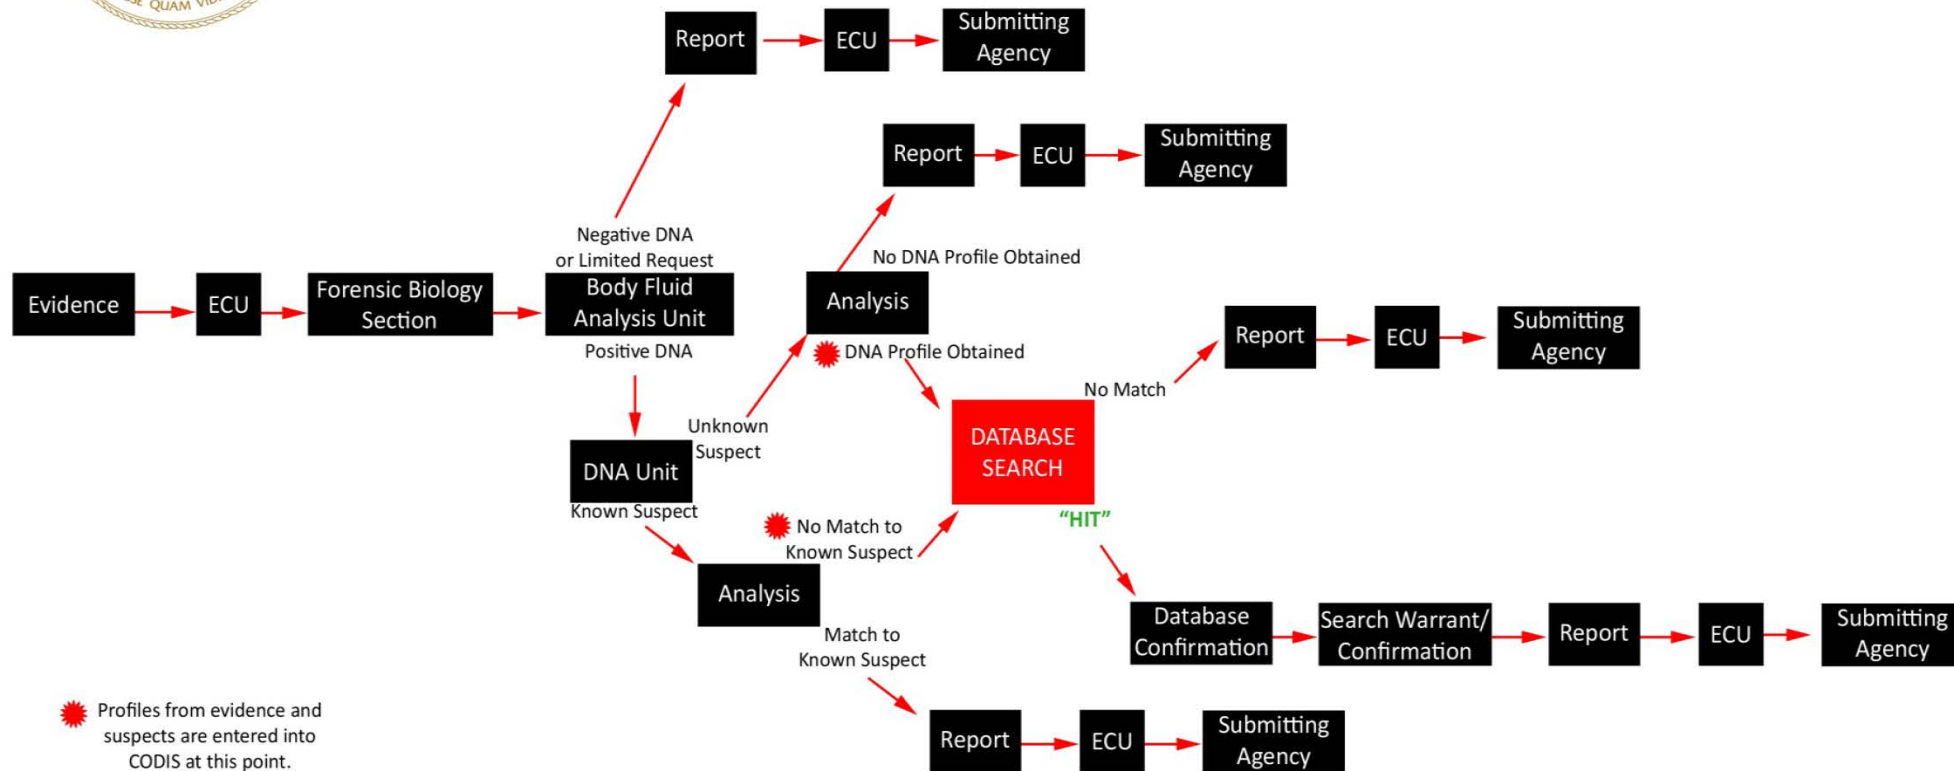 QUAM
Report
ECU
Submitting
Agency
Report
ECU
Submitting
Agency
Negative DNA
or Limited Request
No DNA Profile Obtained
Evidence
ECU
Forensic Biology
Section
Body Fluid
Analysis Unit
Analysis
Positive DNA
DNA Profile Obtained
Report
ECU
Submitting
Agency
No Match
Unknown
Suspect
DATABASE
SEARCH
DNA Unit
Known Suspect
No Match to
Known Suspect
“HIT”
Analysis
Match to
Known Suspect
Database
Confirmation
Search Warrant/
Confirmation
Report
ECU
Submitting
Agency
Report
ECU
Submitting
Agency
Profiles from evidence and
suspects are entered into
CODIS at this point.